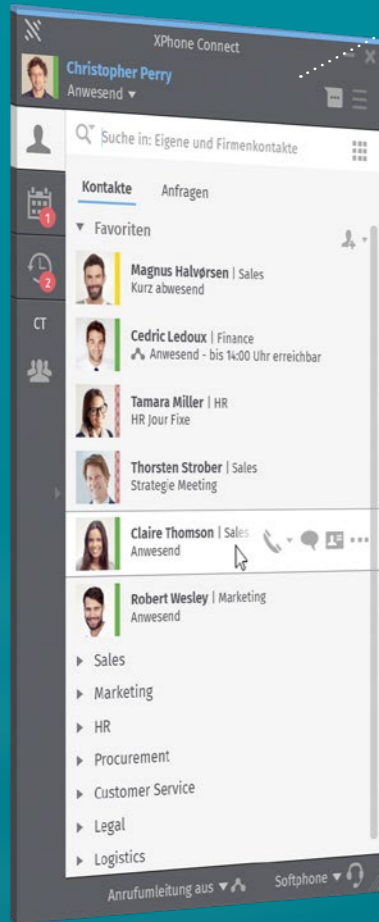 XPhone Connect
Christopher Perry
Anwesend
Suche in: Eigene und Firmenkontakte
Kontakte Anfragen
1
Favoriten
Magnus Halvørsen | Sales
Kurz abwesend
2
Cedric Ledoux | Finance
Anwesend - bis 14:00 Uhr erreichbar
CT
Tamara Miller | HR
HR Jour Fixe
Thorsten Strober | Sales
Strategie Meeting
Claire Thomson | Sales
Anwesend
Robert Wesley | Marketing
Anwesend
Sales
Marketing
HR
Procurement
Customer Service
Legal
Logistics
Anrufumleitung aus Softphone